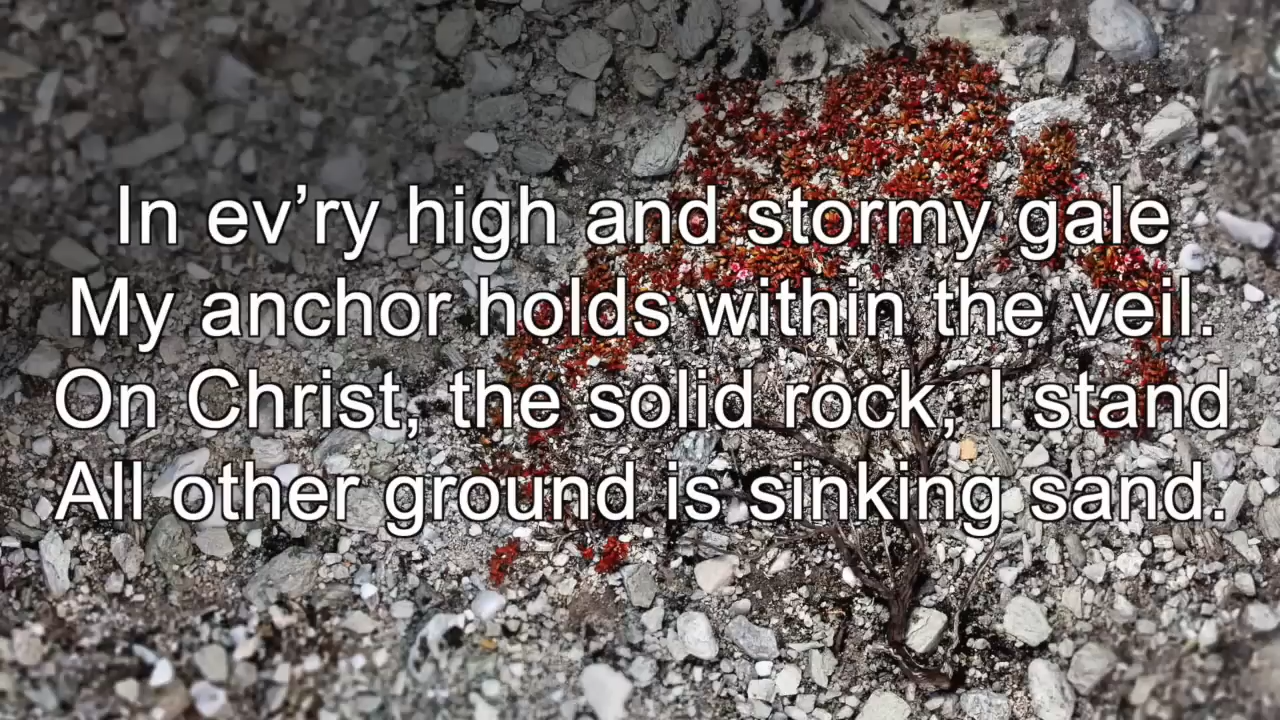 In ev’ry high and stormy gale
My anchor holds within the veil.
On Christ, the solid rock, I stand
All other ground is sinking sand.